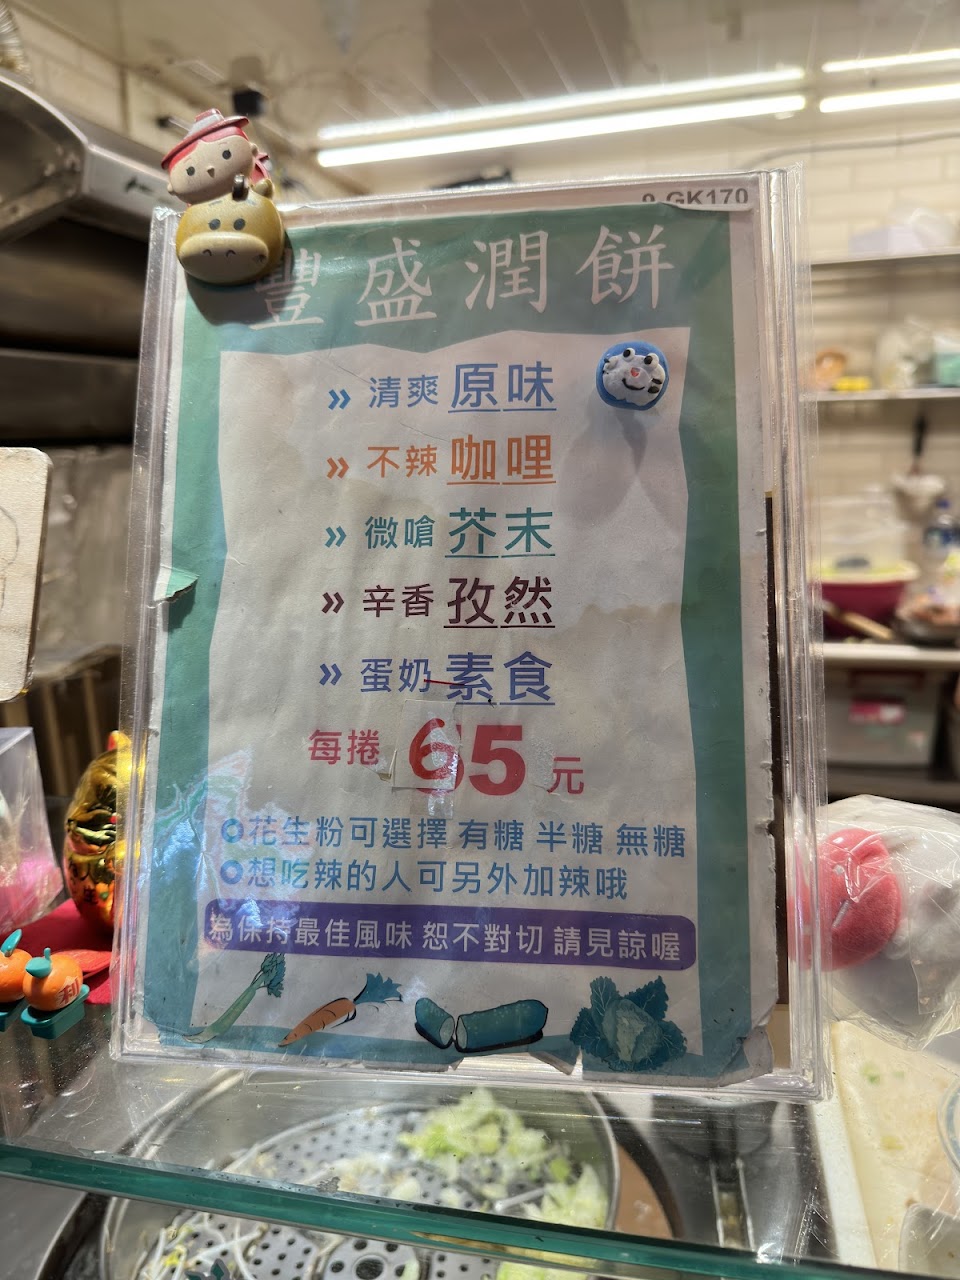 GK170
豐盛潤餅
» 清爽 原味
» 不辣 咖哩
» 微嗆 芥末
» 辛香 孜然
» 蛋奶 素食
每捲 65 元
花生粉可選擇 有糖 半糖 無糖
想吃辣的人可另外加辣哦
為保持最佳風味 恕不對切 請見諒喔
利